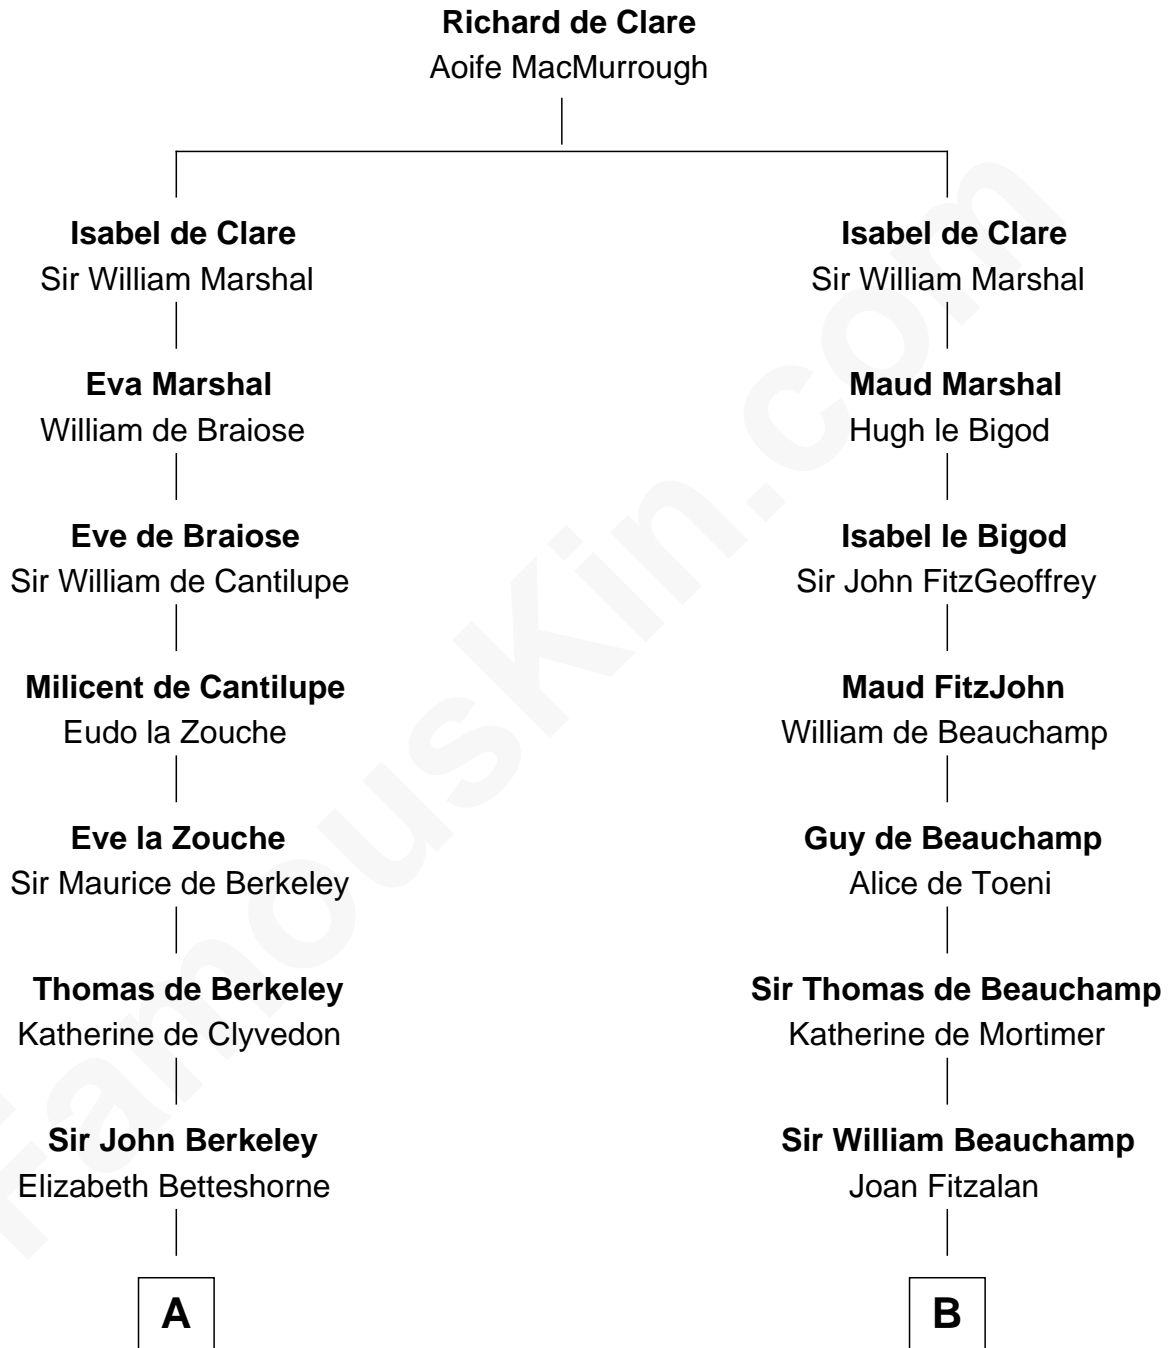 Richard de Clare
Aoife MacMurrough
Isabel de Clare
Sir William Marshal
Eva Marshal
William de Braiose
Eve de Braiose
Sir William de Cantilupe
Milicent de Cantilupe
Eudo la Zouche
Eve la Zouche
Sir Maurice de Berkeley
Thomas de Berkeley
Katherine de Clyvedon
Sir John Berkeley
Elizabeth Betteshorne
A
Isabel de Clare
Sir William Marshal
Maud Marshal
Hugh le Bigod
Isabel le Bigod
Sir John FitzGeoffrey
Maud FitzJohn
William de Beauchamp
Guy de Beauchamp
Alice de Toeni
Sir Thomas de Beauchamp
Katherine de Mortimer
Sir William Beauchamp
Joan Fitzalan
B
FamousKin.com